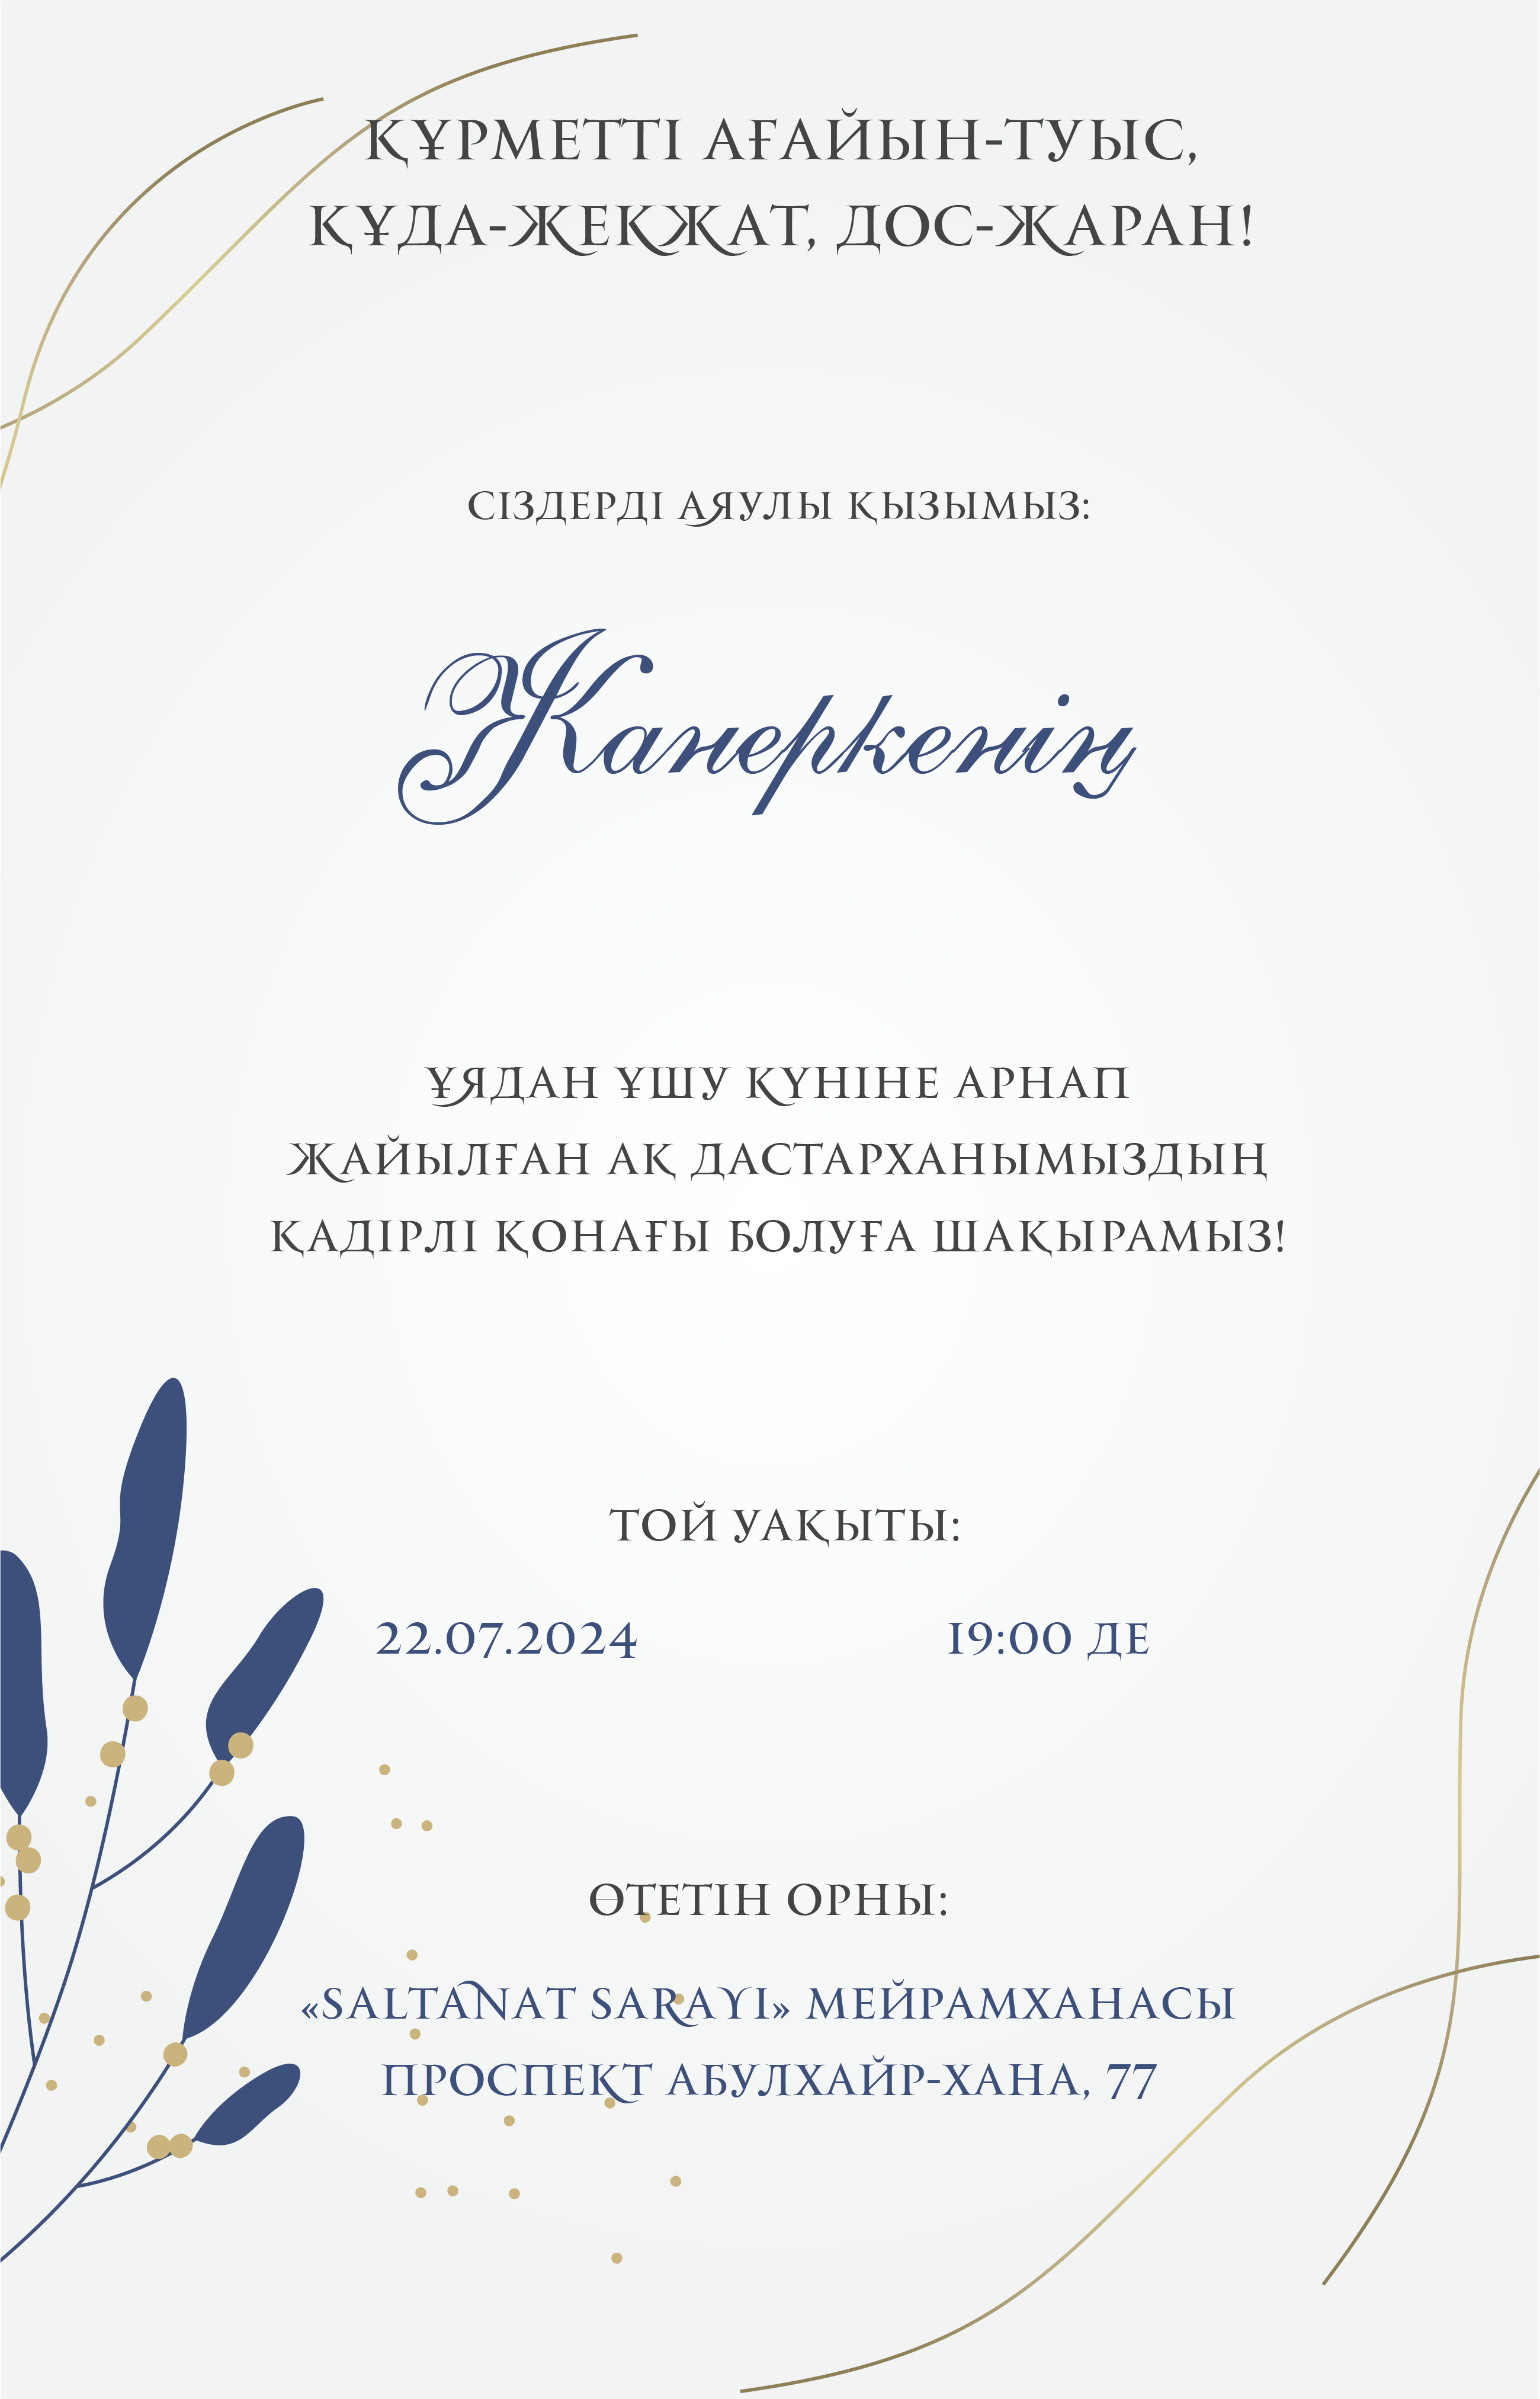 ҚҰРМЕТТІ АҒАЙЫН-ТУЫС,
ҚҰДА-ЖЕКЖАТ, ДОС-ЖАРАН!
СІЗДЕРДІ АЯУЛЫ ҚЫЗЫМЫЗ:
Жанеркенің
ҰЯДАН ҰШУ КҮНІНЕ АРНАП
ЖАЙЫЛҒАН АҚ ДАСТАРХАНЫМЫЗДЫҢ
ҚАДІРЛІ ҚОНАҒЫ БОЛУҒА ШАҚЫРАМЫЗ!
ТОЙ УАҚЫТЫ:
22.07.2024 19:00 ДЕ
ӨТЕТІН ОРНЫ:
«SALTANAT SARAYI» МЕЙРАМХАНАСЫ
ПРОСПЕКТ АБУЛХАЙР-ХАНА, 77